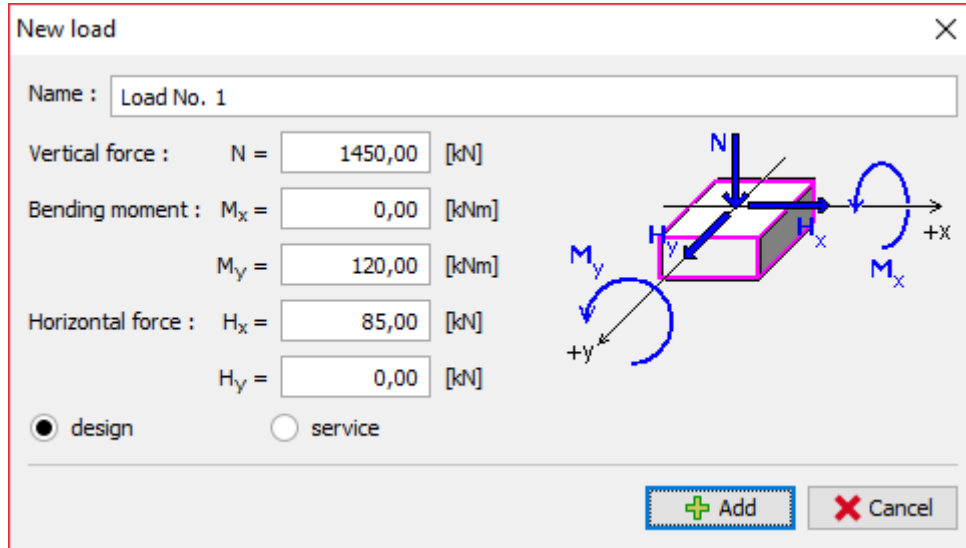 New load
Name : Load No. 1
Vertical force : N = 1450,00 [kN]
Bending moment : Mx = 0,00 [kNm]
My = 120,00 [kNm]
Horizontal force : Hx = 85,00 [kN]
Hy = 0,00 [kN]
design service
N
Hy Hx +x
My Mx
+y
Add Cancel